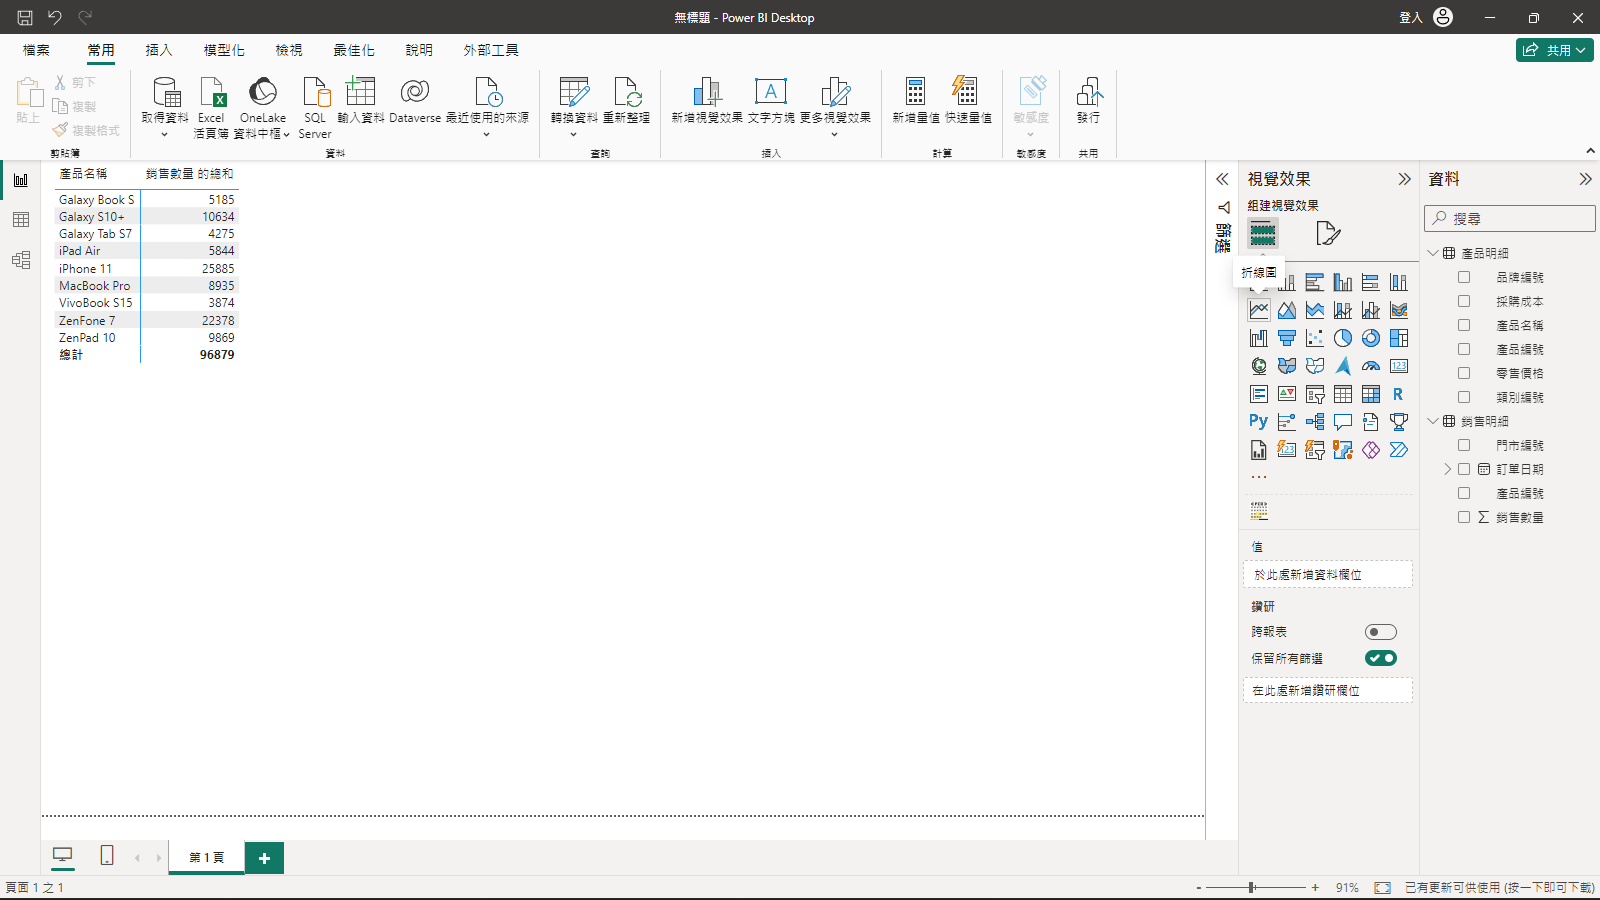 無標題 - Power BI Desktop
登入
檔案 常用 插入 模型化 檢視 最佳化 說明 外部工具
共用
貼上
剪下
複製
複製格式
剪貼簿
取得資料
Excel
活頁簿
OneLake
資料中樞
SQL
Server
輸入資料
Dataverse
最近使用的來源
資料
轉換資料
重新整理
查詢
新增視覺效果
文字方塊
更多視覺效果
插入
新增量值
快速量值
計算
敏感度
敏感度
發行
共用
產品名稱 銷售數量 的總和
Galaxy Book S 5185
Galaxy S10+ 10634
Galaxy Tab S7 4275
iPad Air 5844
iPhone 11 25885
MacBook Pro 8935
VivoBook S15 3874
ZenFone 7 22378
ZenPad 10 9869
總計 96879
篩選
視覺效果
組建視覺效果
折線圖
123
R
Py
123
值
於此處新增資料欄位
鑽研
跨報表
保留所有篩選
在此處新增鑽研欄位
資料
搜尋
產品明細
品牌編號
採購成本
產品名稱
產品編號
零售價格
類別編號
銷售明細
門市編號
訂單日期
產品編號
銷售數量
第 1 頁
頁面 1 之 1
- + 91%
已有更新可供使用 (按一下即可下載)